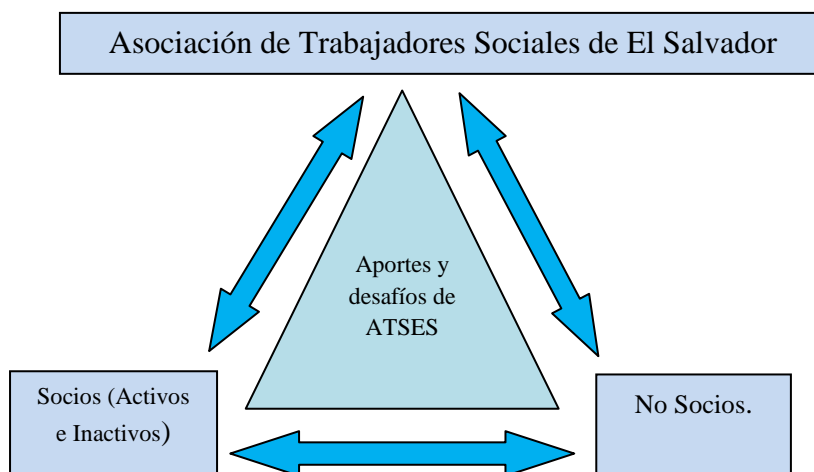 Asociación de Trabajadores Sociales de El Salvador
Aportes y
desafíos de
ATSES
Socios (Activos
e Inactivos)
No Socios.